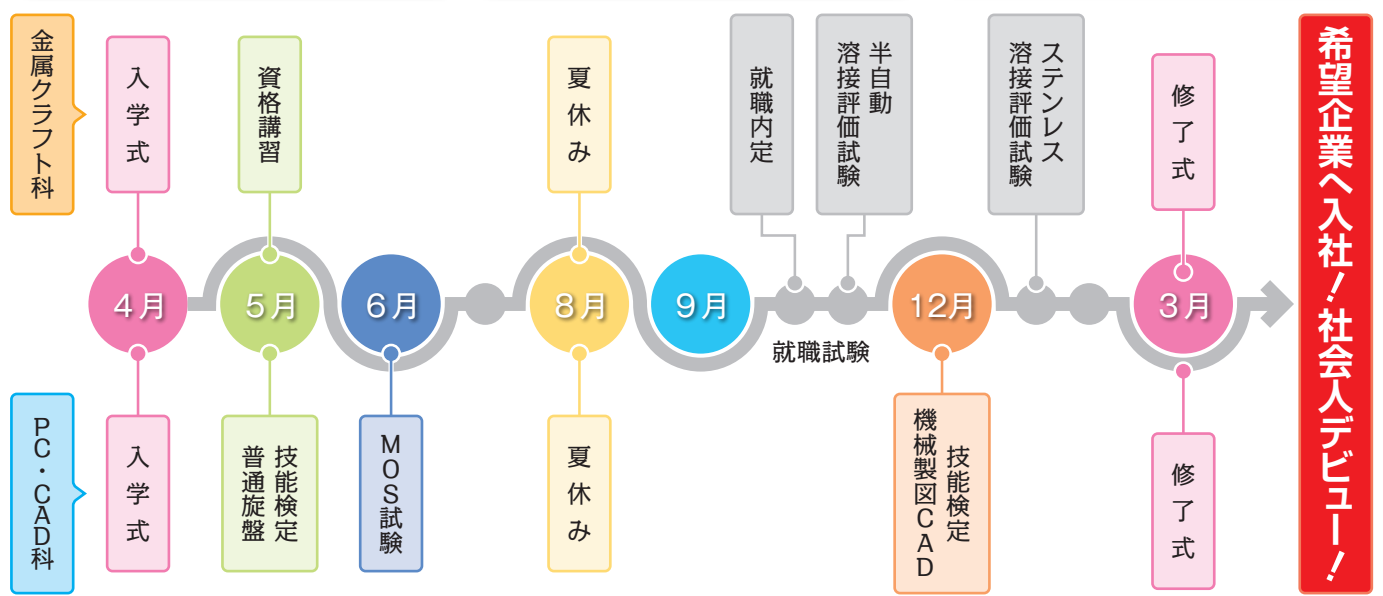 金属クラフト科
入学式
資格講習
夏休み
就職内定
半自動
溶接評価試験
ステンレス
溶接評価試験
修了式
4月
5月
6月
8月
9月
就職試験
12月
3月
PC・CAD科
入学式
技能検定
普通旋盤
MOS試験
夏休み
技能検定
機械製図CAD
修了式
希望企業へ入社！社会人デビュー！